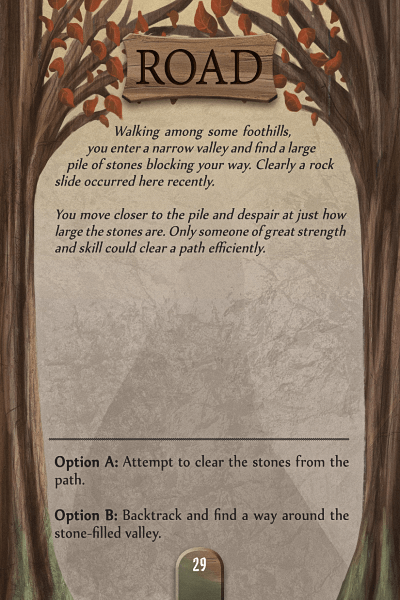 ROAD
Walking among some foothills,
you enter a narrow valley and find a large
pile of stones blocking your way. Clearly a rock
slide occurred here recently.
You move closer to the pile and despair at just how
large the stones are. Only someone of great strength
and skill could clear a path efficiently.
Option A: Attempt to clear the stones from the
path.
Option B: Backtrack and find a way around the
stone-filled valley.
29